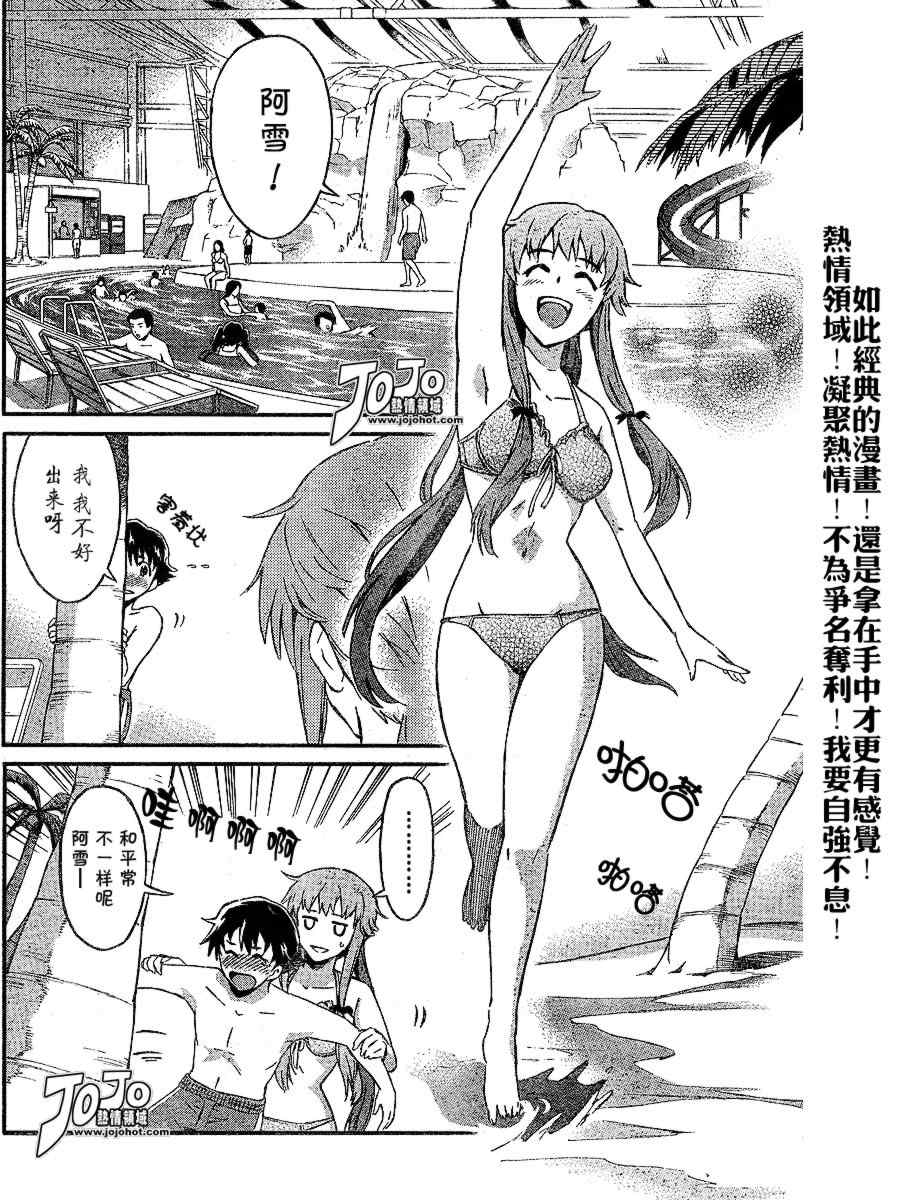 如此經典的漫畫！還是拿在手中才更有感覺！
熱情領域！凝聚熱情！不為爭名奪利！我要自強不息！
阿雪！
JOJO
熱情領域
www.jojohot.com
我我不好
出来呀
害羞状
啪嗒
啪嗒
………
哇啊啊啊
和平常
不一样呢
阿雪—
JOJO
熱情領域
www.jojohot.com